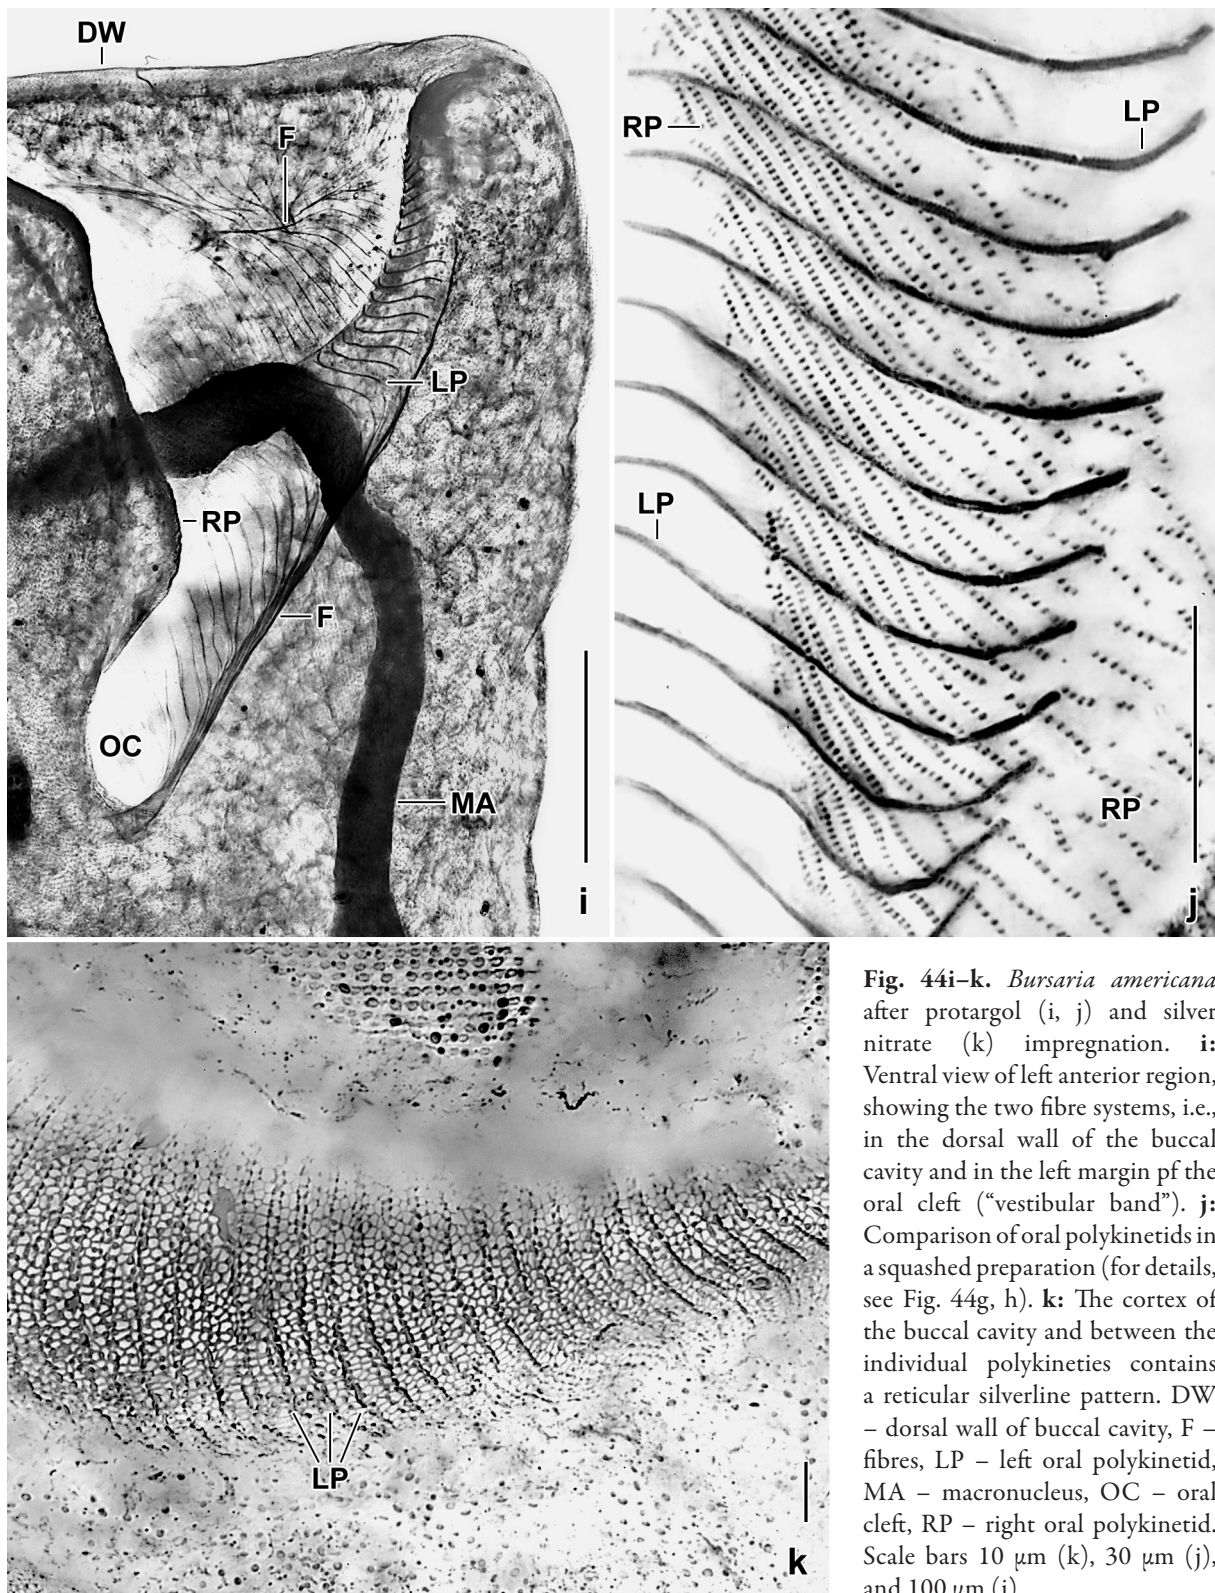 DW
F
LP
RP
F
OC
MA
i
RP
LP
LP
RP
j
LP
k
Fig. 44i–k. Bursaria americana
after protargol (i, j) and silver
nitrate (k) impregnation. i:
Ventral view of left anterior region,
showing the two fibre systems, i.e.,
in the dorsal wall of the buccal
cavity and in the left margin pf the
oral cleft (“vestibular band”). j:
Comparison of oral polykinetids in
a squashed preparation (for details,
see Fig. 44g, h). k: The cortex of
the buccal cavity and between the
individual polykineties contains
a reticular silverline pattern. DW
– dorsal wall of buccal cavity, F –
fibres, LP – left oral polykinetid,
MA – macronucleus, OC – oral
cleft, RP – right oral polykinetid.
Scale bars 10 µm (k), 30 µm (j),
and 100 µm (i).